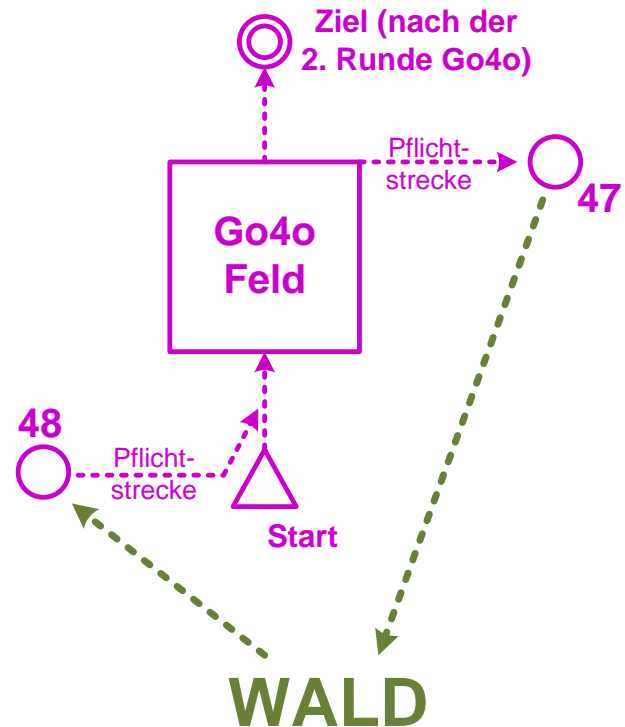 Ziel (nach der
2. Runde Go4o)
Pflicht-
strecke
47
Go4o
Feld
48
Pflicht-
strecke
Start
WALD